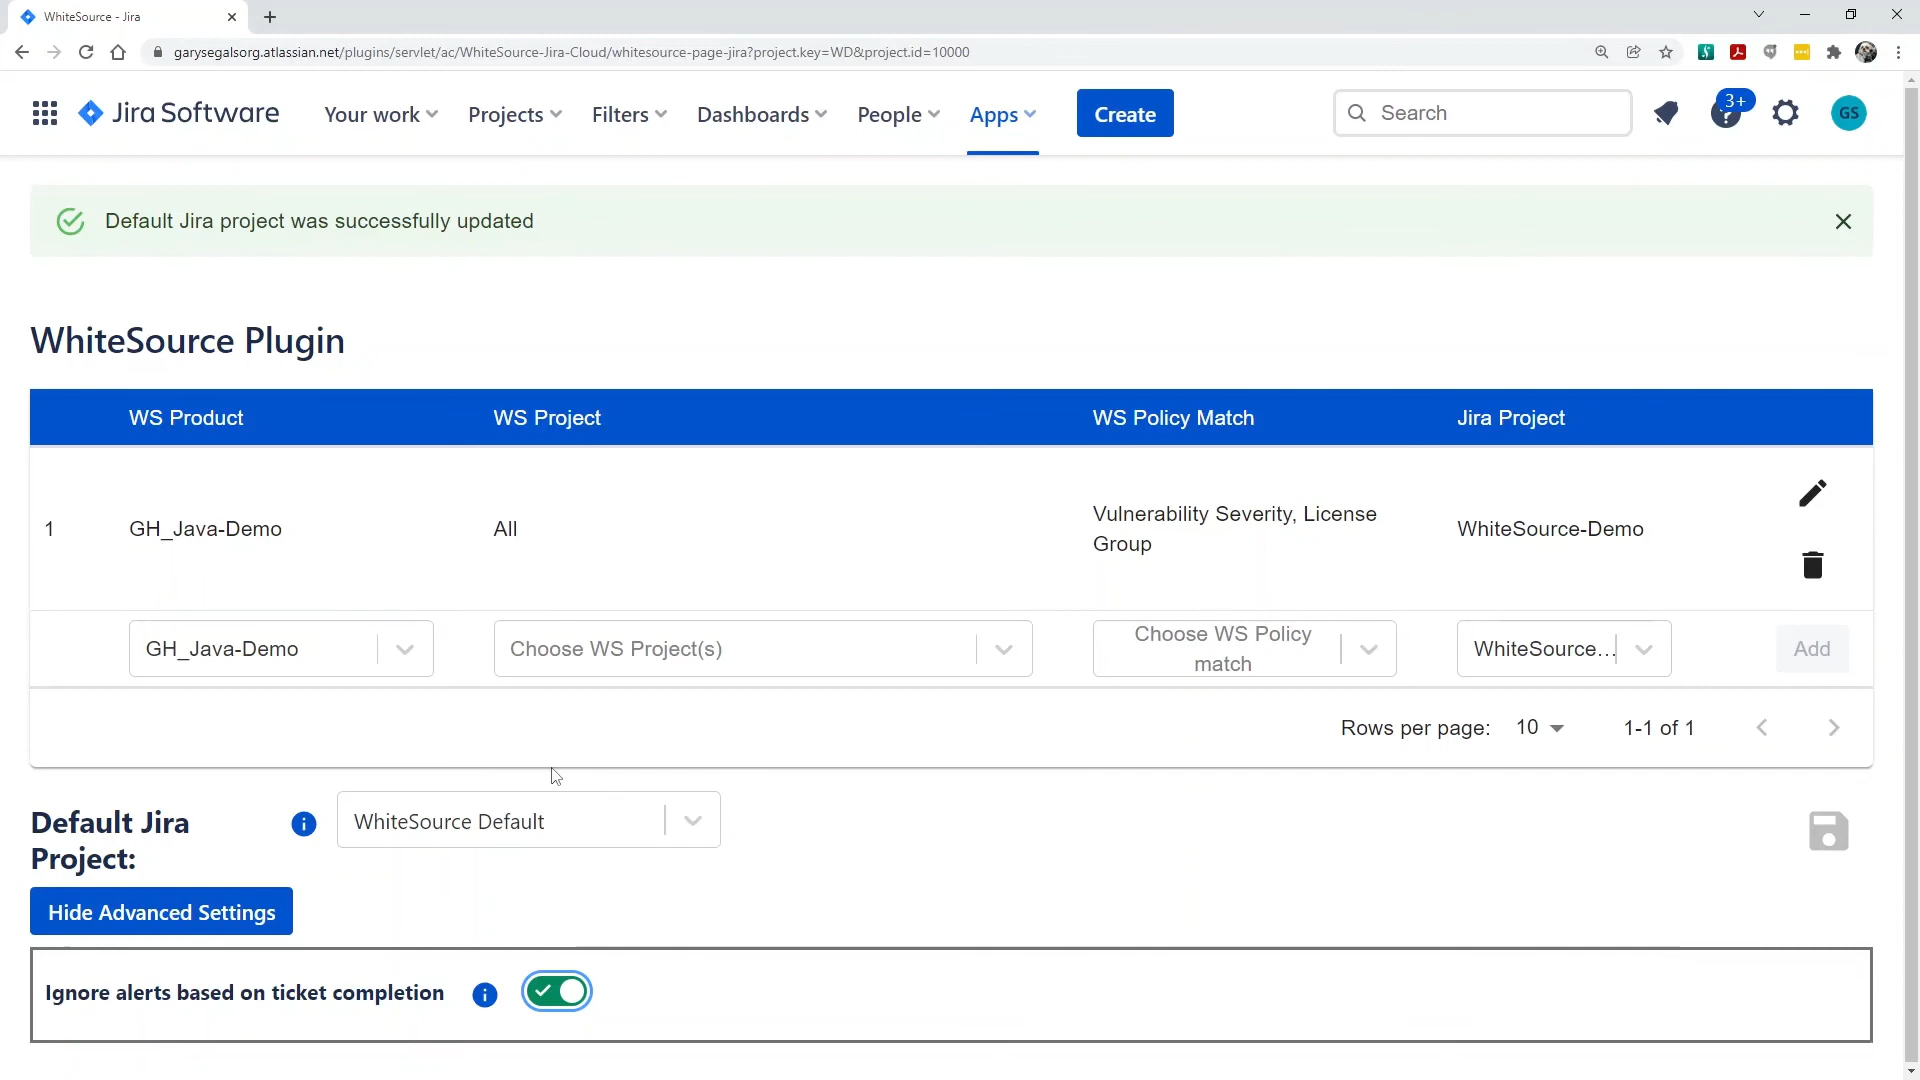 WhiteSource - Jira
garysegalsorg.atlassian.net/plugins/servlet/ac/WhiteSource-Jira-Cloud/whitesource-page-jira?project.key=WD&project.id=10000
Jira Software Your work Projects Filters Dashboards People Apps Create Search 3+ GS
Default Jira project was successfully updated
WhiteSource Plugin
WS Product WS Project WS Policy Match Jira Project
1 GH_Java-Demo All Vulnerability Severity, License WhiteSource-Demo
Group
GH_Java-Demo Choose WS Project(s) Choose WS Policy WhiteSource... Add
match
Rows per page: 10 1-1 of 1
Default Jira WhiteSource Default
Project:
Hide Advanced Settings
Ignore alerts based on ticket completion